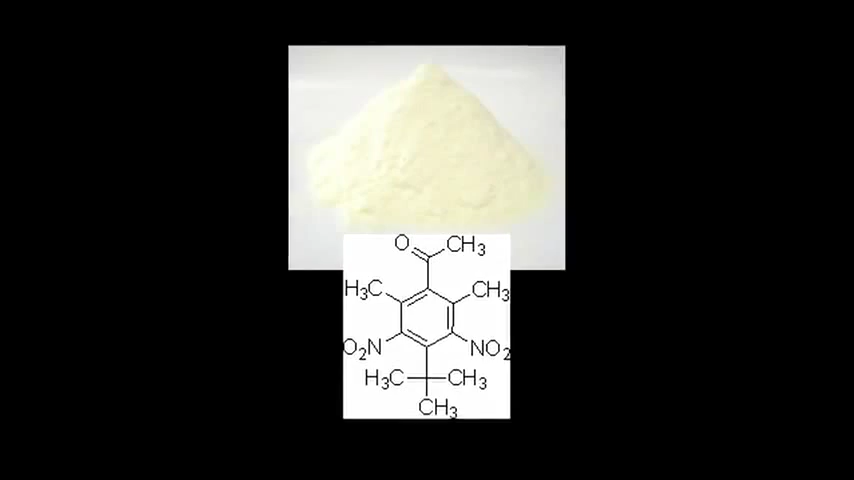 O CH₃
H₃C CH₃
O₂N NO₂
H₃C CH₃
CH₃